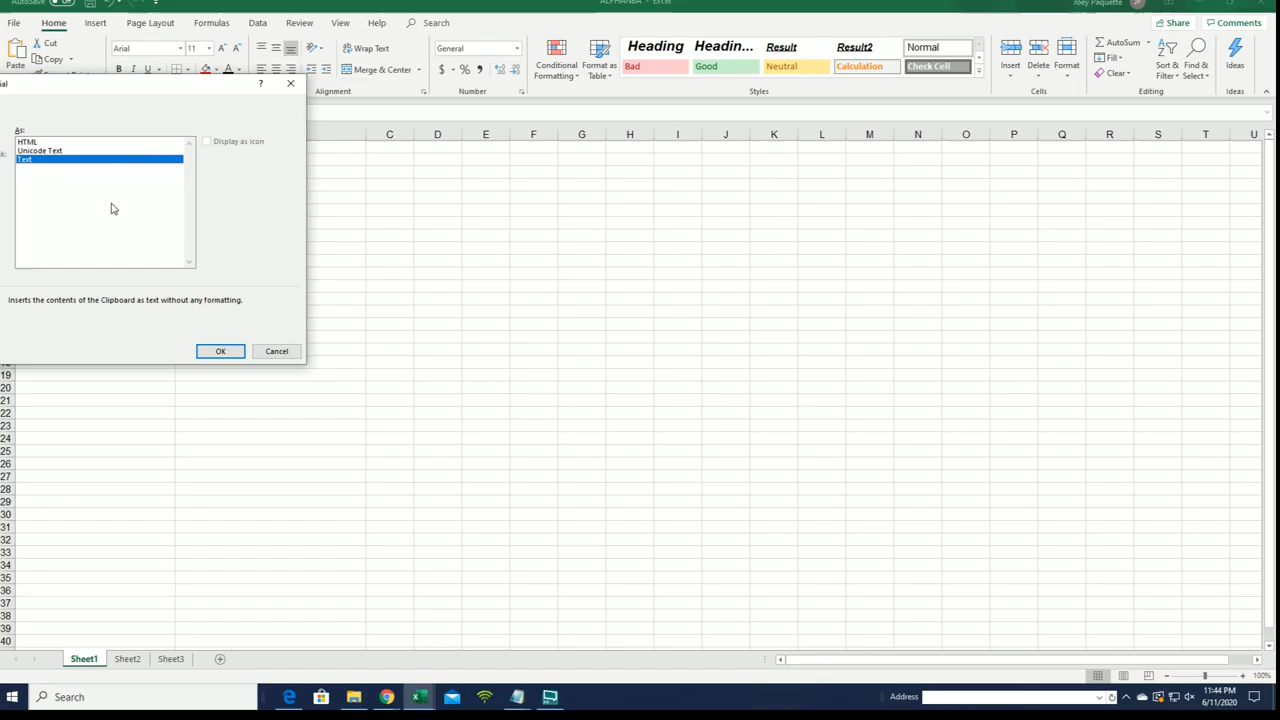 AutoSave Off ALPHANBA - Excel Joey Paquette JP
File Home Insert Page Layout Formulas Data Review View Help Search Share Comments
Paste Cut Copy
Arial 11 Wrap Text General
B I U A Merge & Center $ % ,
Conditional Formatting Format as Table
Heading Headin... Result Result2 Normal
Bad Good Neutral Calculation Check Cell
Insert Delete Format
AutoSum Fill Clear
Sort & Filter Find & Select Ideas
Alignment Number Styles Cells Editing Ideas
ial ?
As:
HTML
Unicode Text
Text
Display as icon
Inserts the contents of the Clipboard as text without any formatting.
OK Cancel
C D E F G H I J K L M N O P Q R S T U
19
20
21
22
23
24
25
26
27
28
29
30
31
32
33
34
35
36
37
38
39
40
Sheet1 Sheet2 Sheet3
100%
Search Address 11:44 PM
6/11/2020